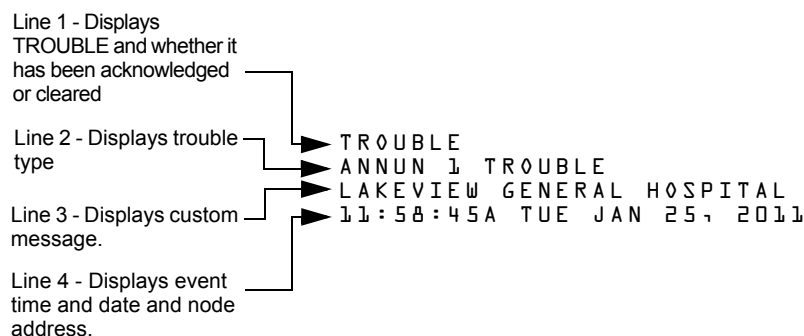 Line 1 - Displays
TROUBLE and whether it
has been acknowledged
or cleared
Line 2 - Displays trouble
type
Line 3 - Displays custom
message.
Line 4 - Displays event
time and date and node
address.
TROUBLE
ANNUN 1 TROUBLE
LAKEVIEW GENERAL HOSPITAL
11:58:45A TUE JAN 25, 2011